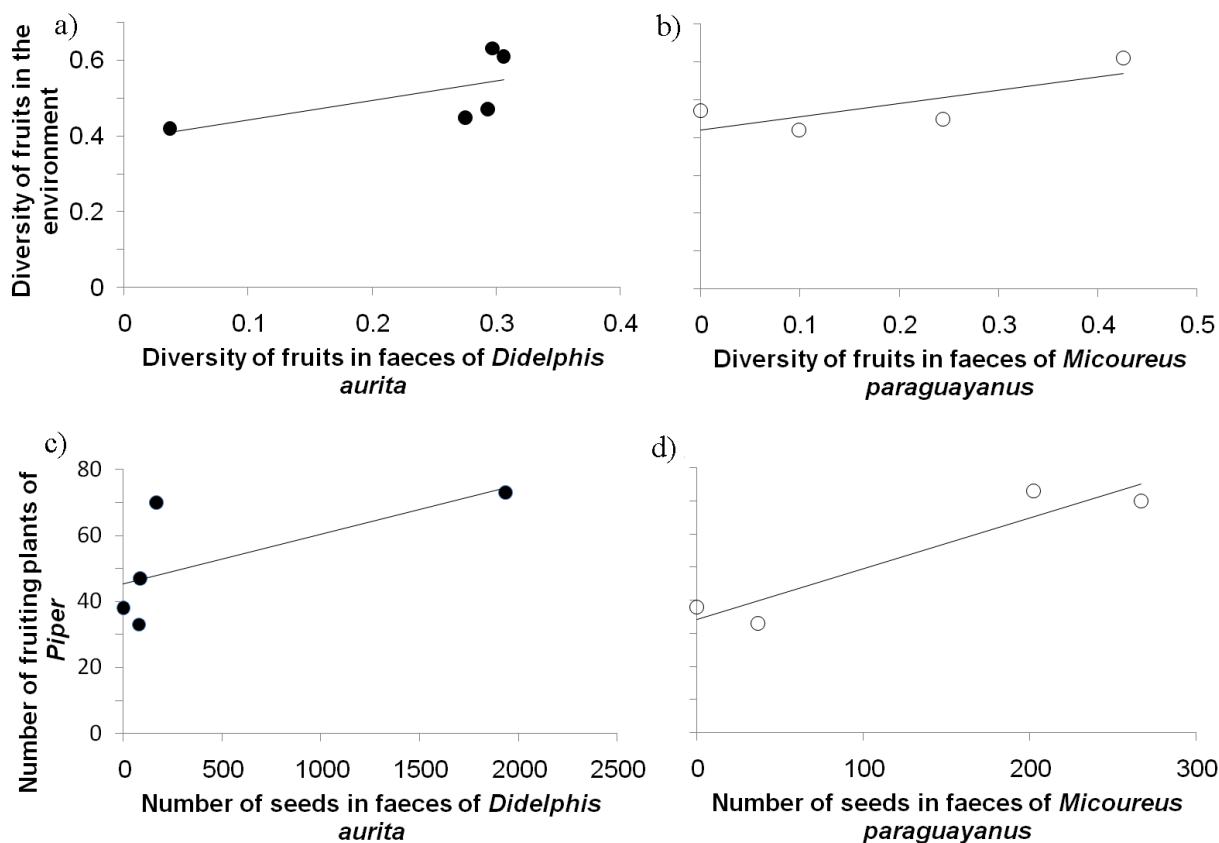 a)
Diversity of fruits in the
environment
0.6
0.4
0.2
0
0 0.1 0.2 0.3 0.4
Diversity of fruits in faeces of Didelphis
aurita
b)
0 0.1 0.2 0.3 0.4 0.5
Diversity of fruits in faeces of Micoureus
paraguayanus
c)
Number of fruiting plants of
Piper
80
60
40
20
0
0 500 1000 1500 2000 2500
Number of seeds in faeces of Didelphis
aurita
d)
0 100 200 300
Number of seeds in faeces of Micoureus
paraguayanus